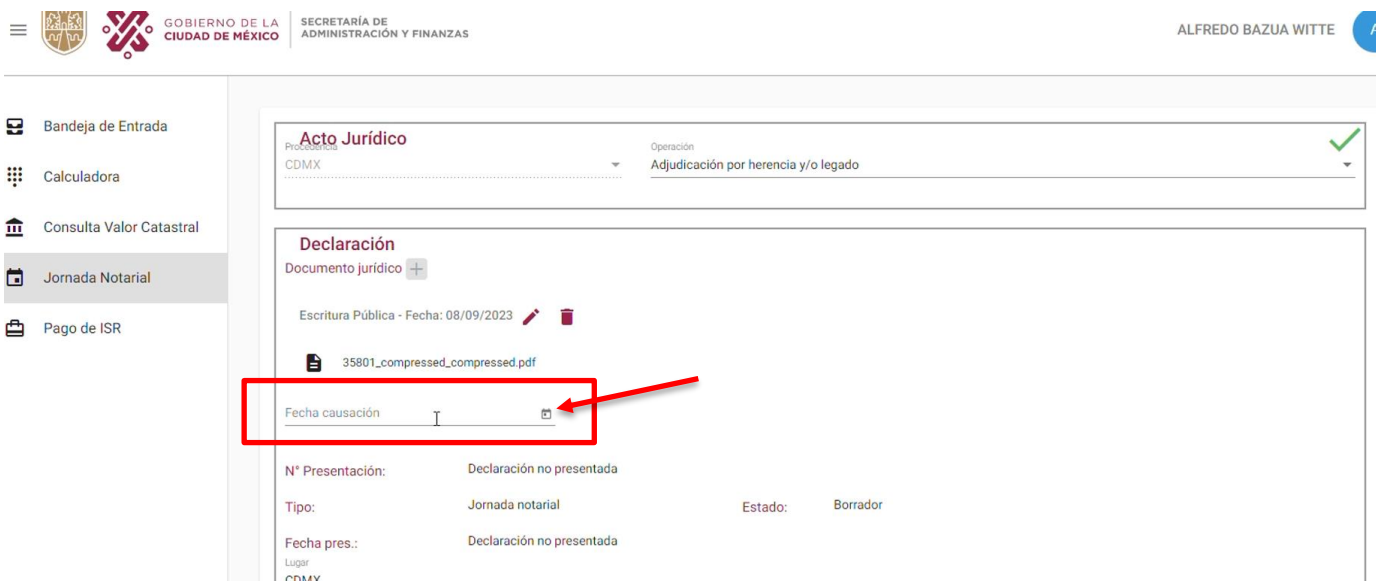 GOBIERNO DE LA
CIUDAD DE MÉXICO
SECRETARÍA DE
ADMINISTRACIÓN Y FINANZAS
ALFREDO BAZUA WITTE
A
Bandeja de Entrada
Calculadora
Consulta Valor Catastral
Jornada Notarial
Pago de ISR
Acto Jurídico
Procedencia
CDMX
Operación
Adjudicación por herencia y/o legado
Declaración
Documento jurídico +
Escritura Pública - Fecha: 08/09/2023
35801_compressed_compressed.pdf
Fecha causación
N° Presentación: Declaración no presentada
Tipo: Jornada notarial Estado: Borrador
Fecha pres.: Declaración no presentada
Lugar
CDMX